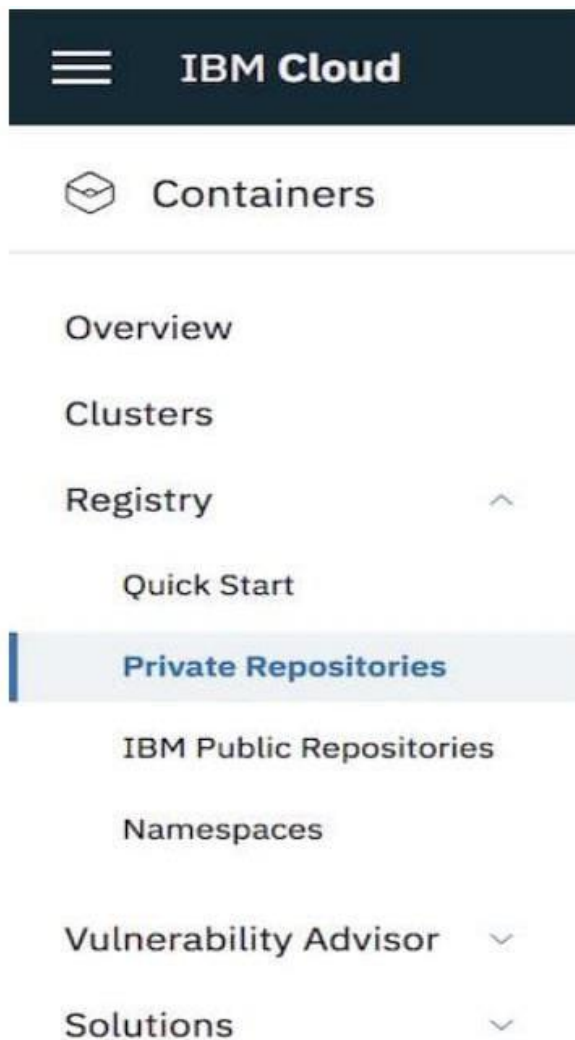 IBM Cloud
Containers
Overview
Clusters
Registry
Quick Start
Private Repositories
IBM Public Repositories
Namespaces
Vulnerability Advisor
Solutions